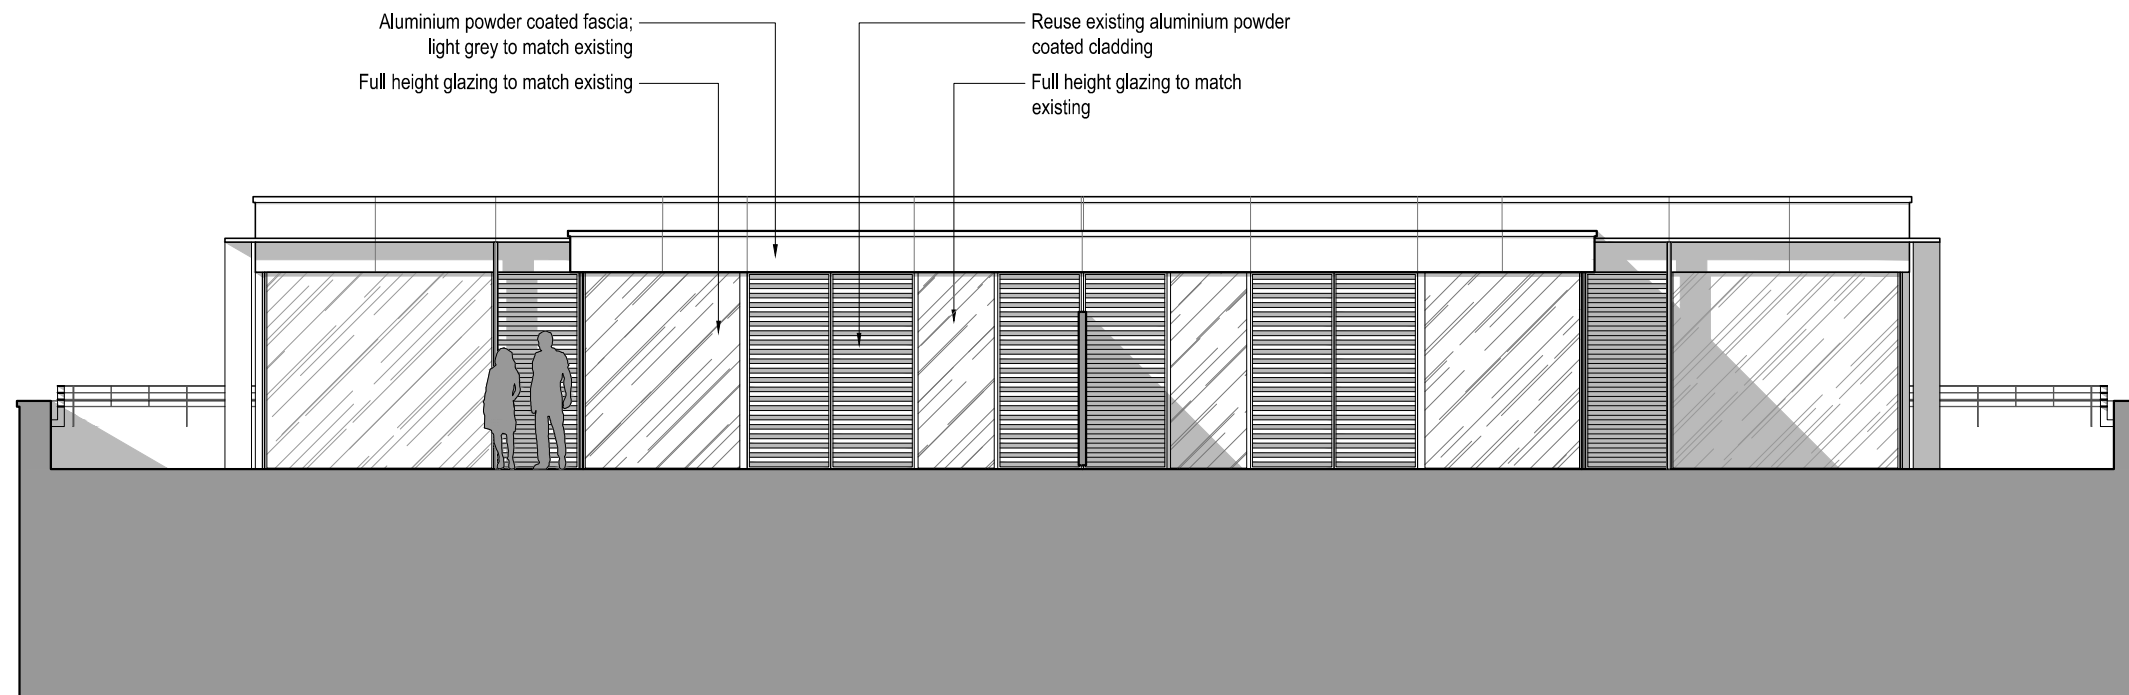 Aluminium powder coated fascia;
light grey to match existing
Full height glazing to match existing
Reuse existing aluminium powder
coated cladding
Full height glazing to match
existing